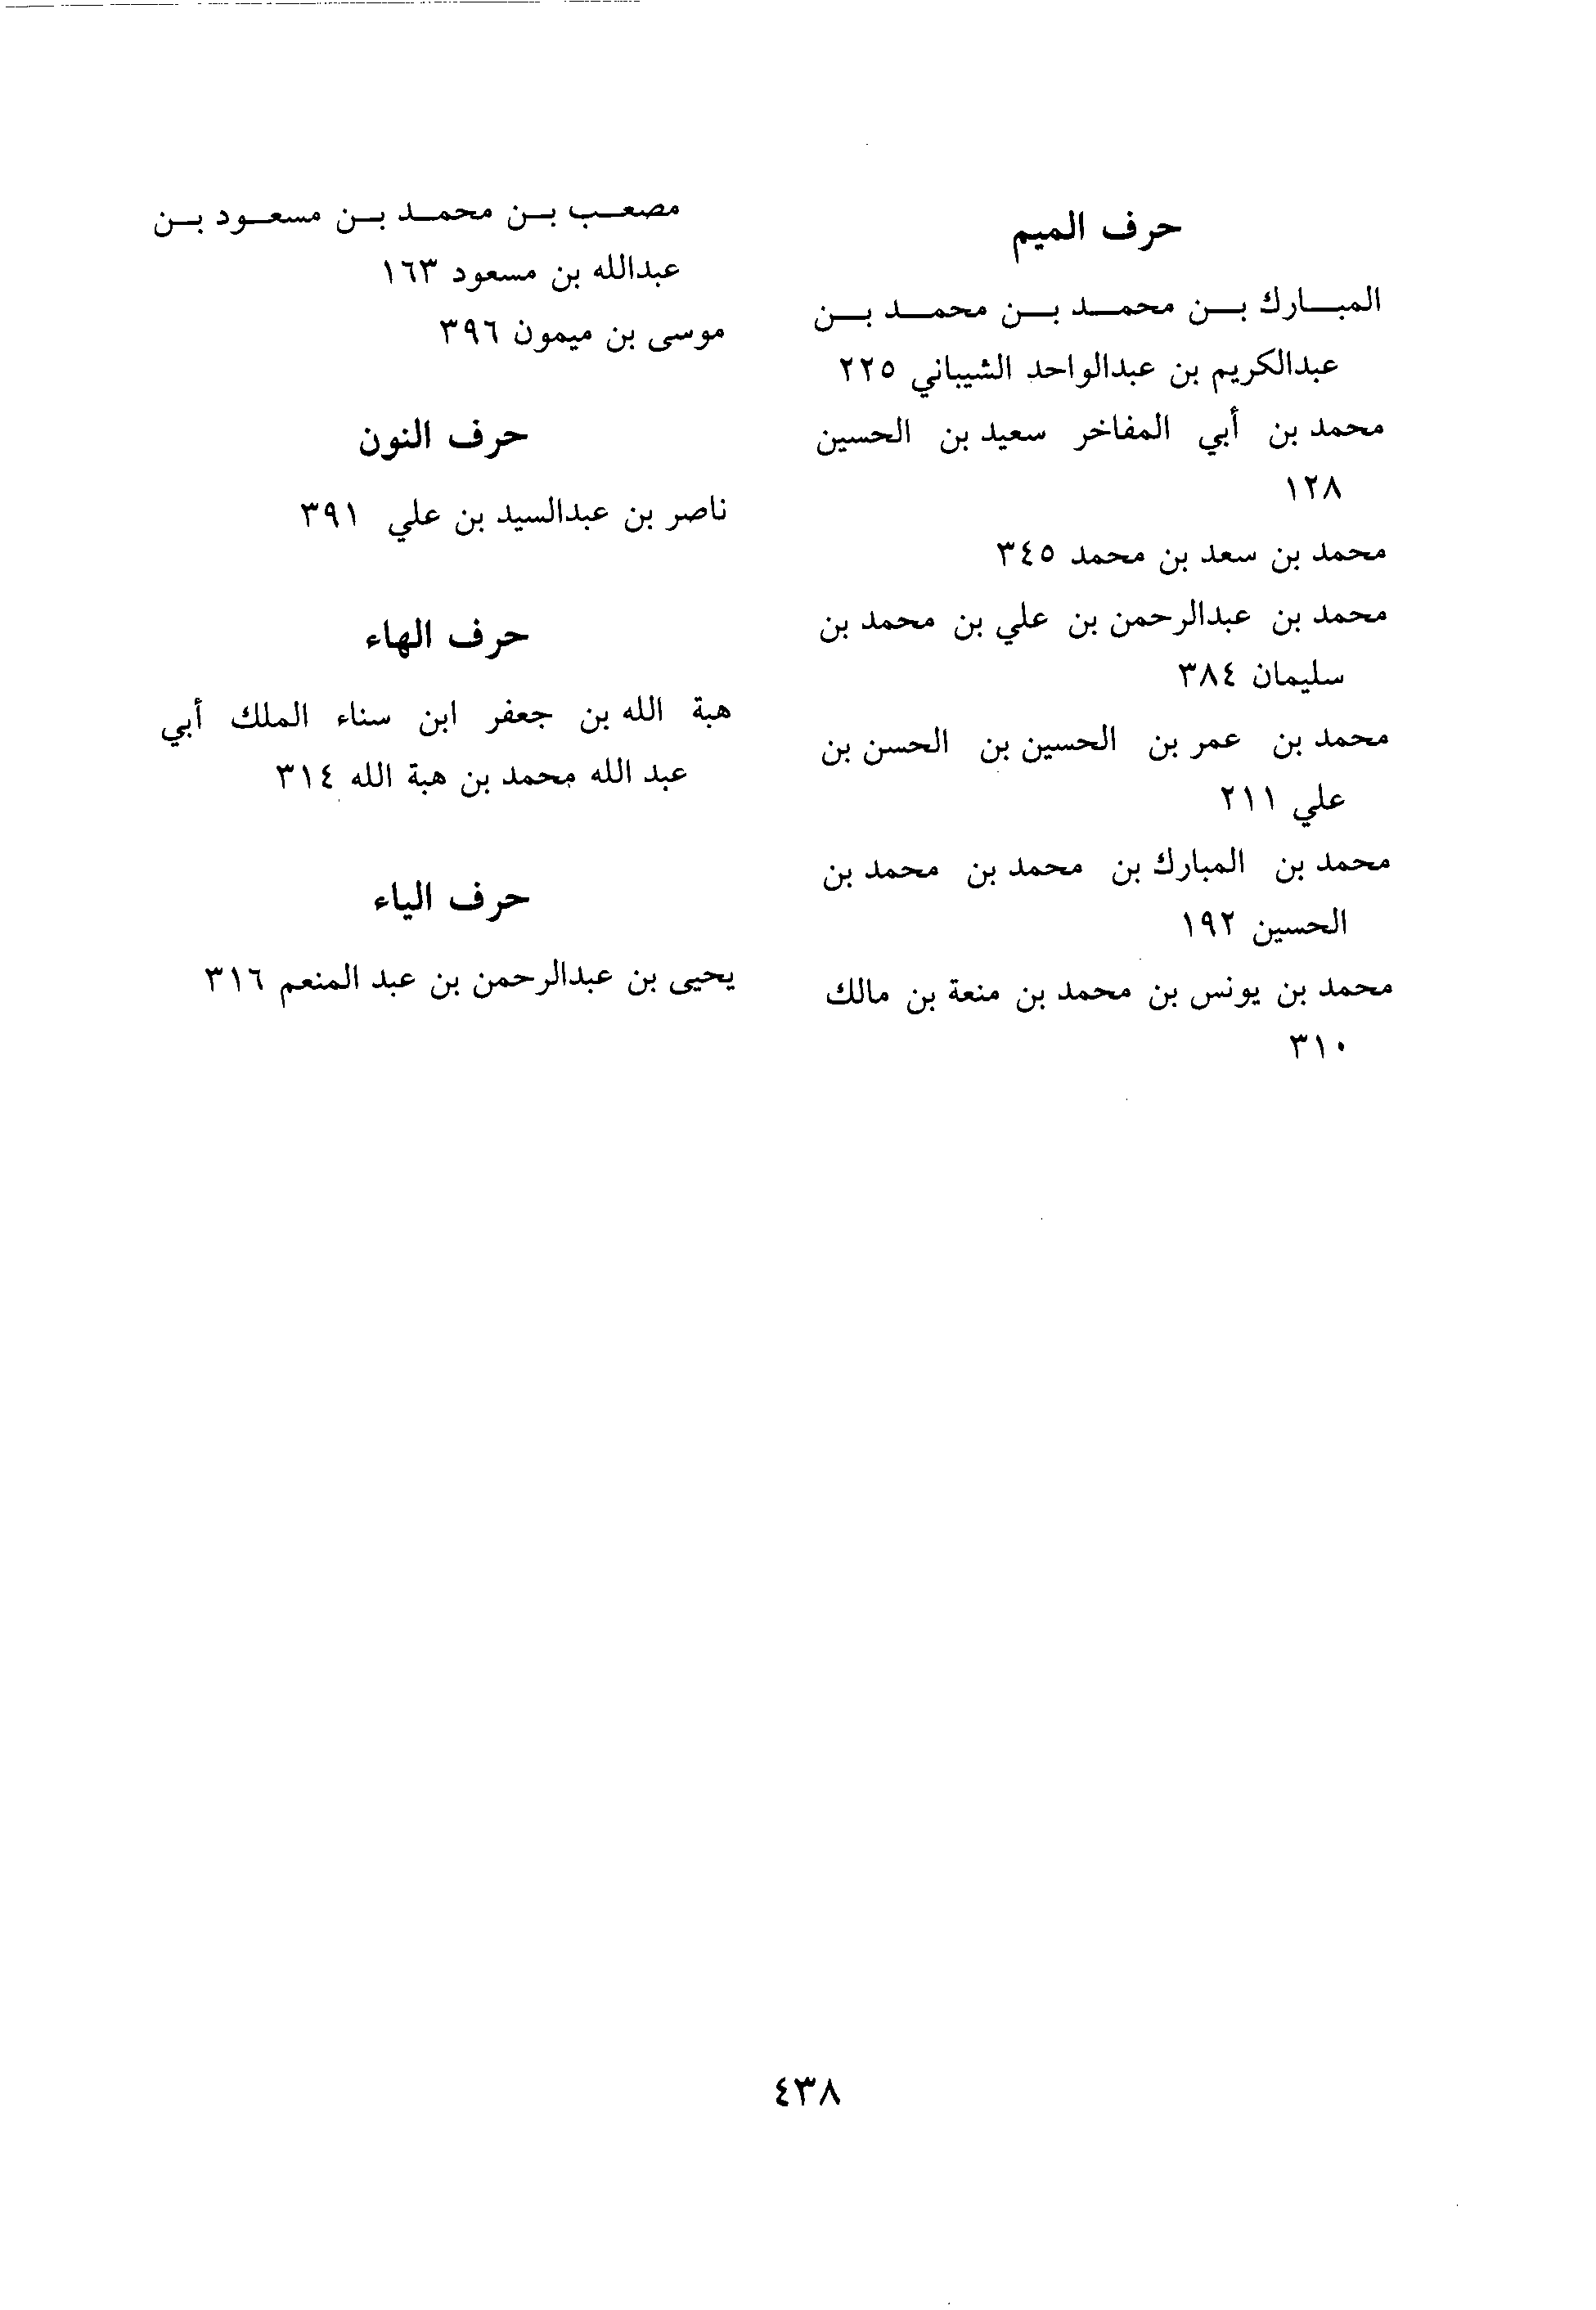 حرف الميم
المبارك بن محمد بن محمد بن
عبدالكريم بن عبدالواحد الشيباني ٢٢٥
محمد بن أبي المفاخر سعيد بن الحسين
١٢٨
محمد بن سعد بن محمد ٣٤٥
محمد بن عبدالرحمن بن علي بن محمد بن
سليمان ٣٨٤
محمد بن عمر بن الحسين بن الحسن بن
علي ٢١١
محمد بن المبارك بن محمد بن محمد بن
الحسين ١٩٢
محمد بن يونس بن محمد بن منعة بن مالك
٣١٠
مصعب بن محمد بن مسعود بن
عبدالله بن مسعود ١٦٣
موسى بن ميمون ٣٩٦
حرف النون
ناصر بن عبدالسيد بن علي ٣٩١
حرف الهاء
هبة الله بن جعفر ابن سناء الملك أبي
عبد الله محمد بن هبة الله ٣١٤
حرف الياء
يحيى بن عبدالرحمن بن عبد المنعم ٣١٦
٤٣٨